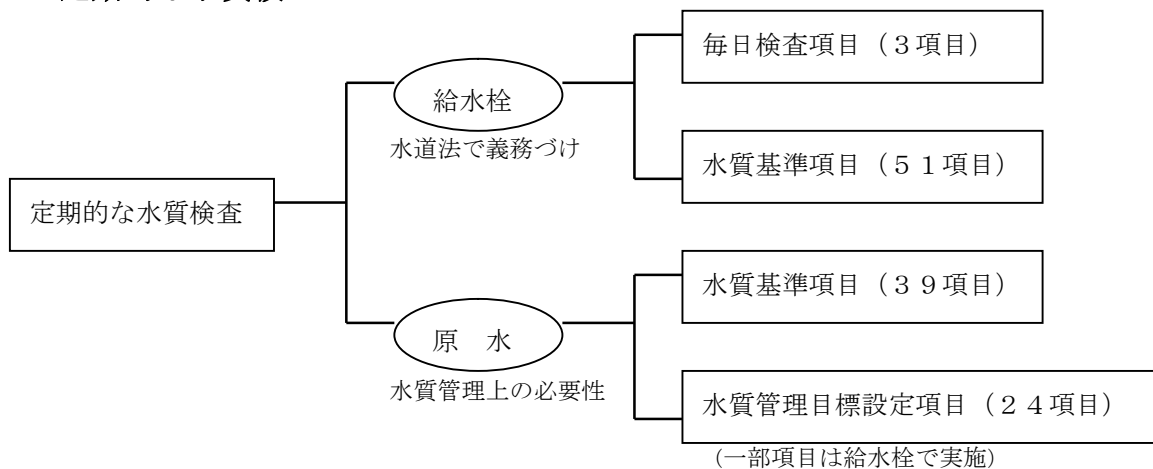 毎日検査項目（３項目）
給水栓
水道法で義務づけ
水質基準項目（５１項目）
定期的な水質検査
水質基準項目（３９項目）
原　水
水質管理上の必要性
水質管理目標設定項目（２４項目）
(一部項目は給水栓で実施)